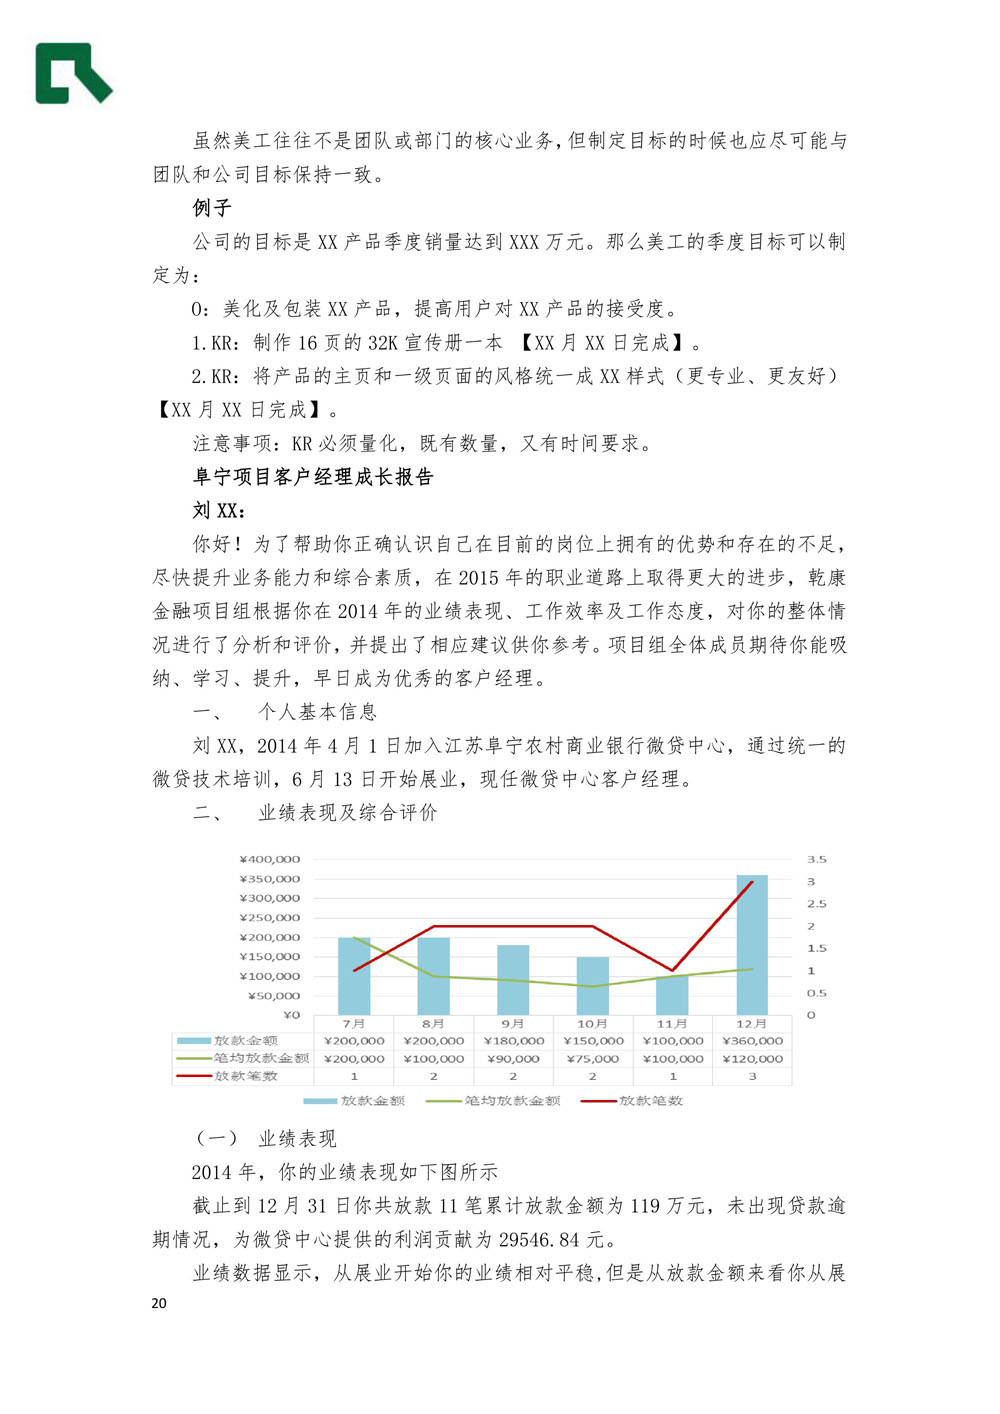 虽然美工往往不是团队或部门的核心业务,但制定目标的时候也应尽可能与
团队和公司目标保持一致。
例子
公司的目标是 XX 产品季度销量达到 XXX 万元。那么美工的季度目标可以制
定为:
O: 美化及包装 XX 产品, 提高用户对 XX 产品的接受度。
1.KR: 制作 16 页的 32K 宣传册一本 【XX 月 XX 日完成】。
2.KR: 将产品的主页和一级页面的风格统一成 XX 样式（更专业、更友好）
【XX 月 XX 日完成】。
注意事项: KR 必须量化, 既有数量, 又有时间要求。
阜宁项目客户经理成长报告
刘 XX:
你好! 为了帮助你正确认识自己在目前的岗位上拥有的优势和存在的不足,
尽快提升业务能力和综合素质, 在 2015 年的职业道路上取得更大的进步, 乾康
金融项目组根据你在 2014 年的业绩表现、工作效率及工作态度, 对你的整体情
况进行了分析和评价, 并提出了相应建议供你参考。项目组全体成员期待你能吸
纳、学习、提升, 早日成为优秀的客户经理。
一、 个人基本信息
刘 XX, 2014 年 4 月 1 日加入江苏阜宁农村商业银行微贷中心, 通过统一的
微贷技术培训, 6 月 13 日开始展业, 现任微贷中心客户经理。
二、 业绩表现及综合评价
¥400,000 3.5
¥350,000 3
¥300,000 2.5
¥250,000 2
¥200,000 1.5
¥150,000 1
¥100,000 0.5
¥50,000 0
¥0
7月 8月 9月 10月 11月 12月
放款金额 ¥200,000 ¥200,000 ¥180,000 ¥150,000 ¥100,000 ¥360,000
笔均放款金额 ¥200,000 ¥100,000 ¥90,000 ¥75,000 ¥100,000 ¥120,000
放款笔数 1 2 2 2 1 3
放款金额 笔均放款金额 放款笔数
（一） 业绩表现
2014 年, 你的业绩表现如下图所示
截止到 12 月 31 日你共放款 11 笔累计放款金额为 119 万元, 未出现贷款逾
期情况, 为微贷中心提供的利润贡献为 29546.84 元。
业绩数据显示, 从展业开始你的业绩相对平稳,但是从放款金额来看你从展
20